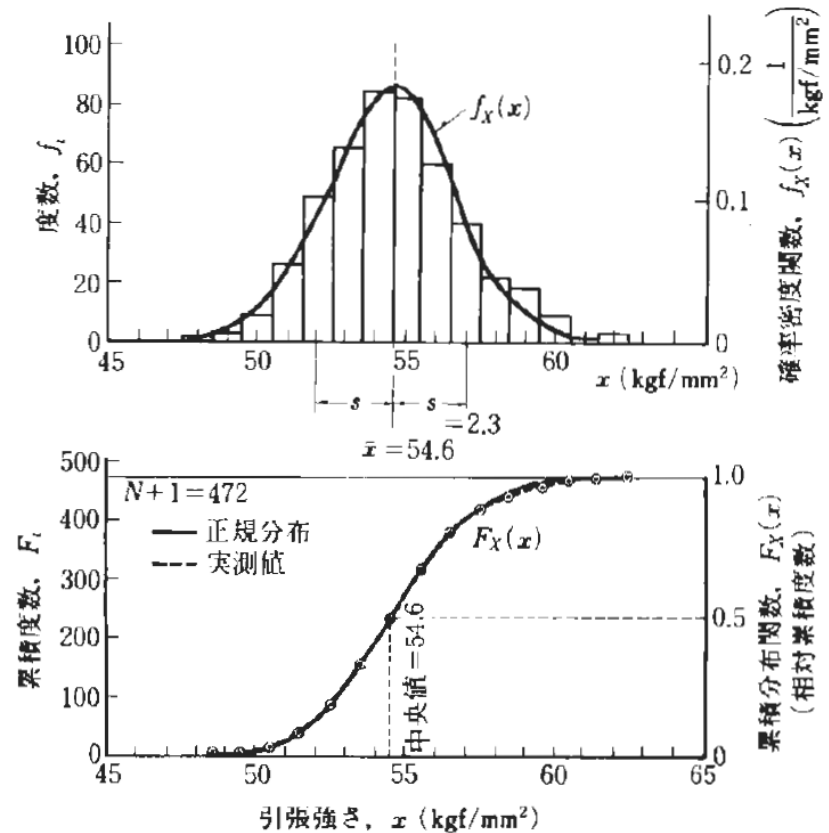 100
80
60
40
20
0
度数, f_i
f_X(x)
0.2
0.1
0
確率密度関数, f_X(x) (1/kgf/mm²)
45 50 55 60
x (kgf/mm²)
s s
=2.3
x̄=54.6
500
400
300
200
100
0
累積度数, F_i
N+1=472
正規分布
実測値
F_X(x)
中央値=54.6
1.0
0.5
0
累積分布関数, F_X(x)
(相対累積度数)
45 50 55 60 65
引張強さ, x (kgf/mm²)